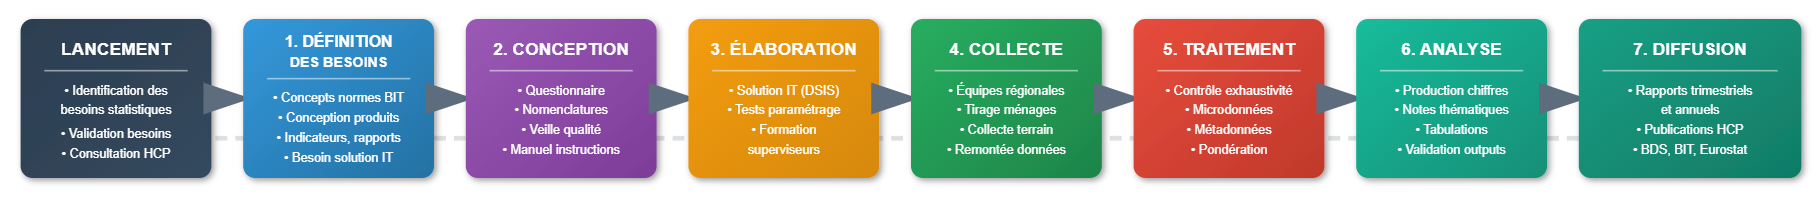 LANCEMENT
• Identification des
besoins statistiques
• Validation besoins
• Consultation HCP
1. DÉFINITION
DES BESOINS
• Concepts normes BIT
• Conception produits
• Indicateurs, rapports
• Besoin solution IT
2. CONCEPTION
• Questionnaire
• Nomenclatures
• Veille qualité
• Manuel instructions
3. ÉLABORATION
• Solution IT (DSIS)
• Tests paramétrage
• Formation
superviseurs
4. COLLECTE
• Équipes régionales
• Tirage ménages
• Collecte terrain
• Remontée données
5. TRAITEMENT
• Contrôle exhaustivité
• Microdonnées
• Métadonnées
• Pondération
6. ANALYSE
• Production chiffres
• Notes thématiques
• Tabulations
• Validation outputs
7. DIFFUSION
• Rapports trimestriels
et annuels
• Publications HCP
• BDS, BIT, Eurostat